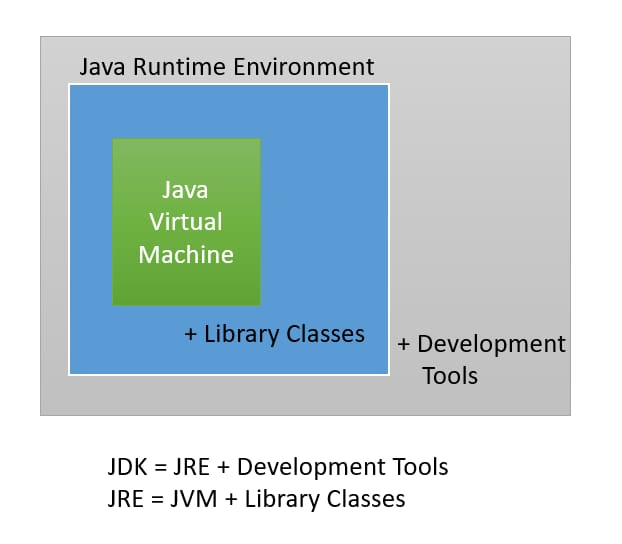 Java Runtime Environment
Java
Virtual
Machine
+ Library Classes
+ Development
Tools
JDK = JRE + Development Tools
JRE = JVM + Library Classes